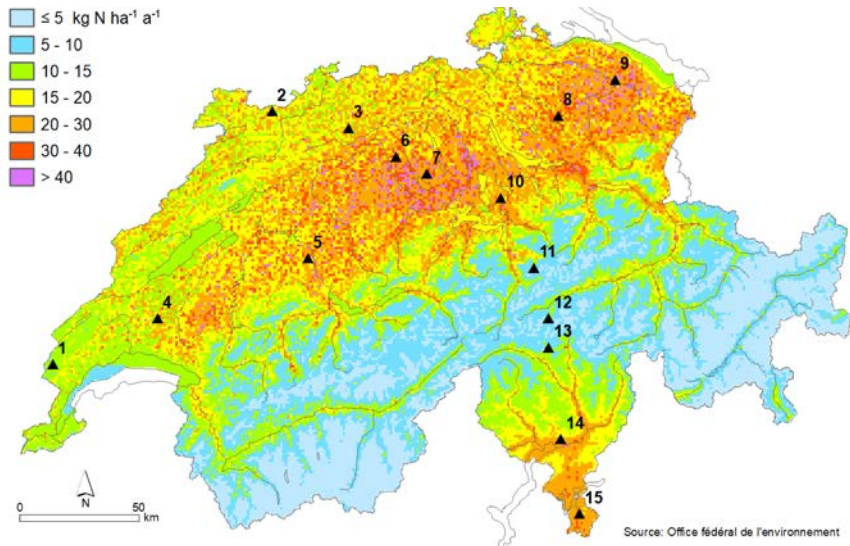 ≤ 5 kg N ha⁻¹ a⁻¹
5 - 10
10 - 15
15 - 20
20 - 30
30 - 40
> 40
9
2
8
3
6
7
10
5
11
4
12
13
1
14
15
N
0 50
km
Source: Office fédéral de l'environnement